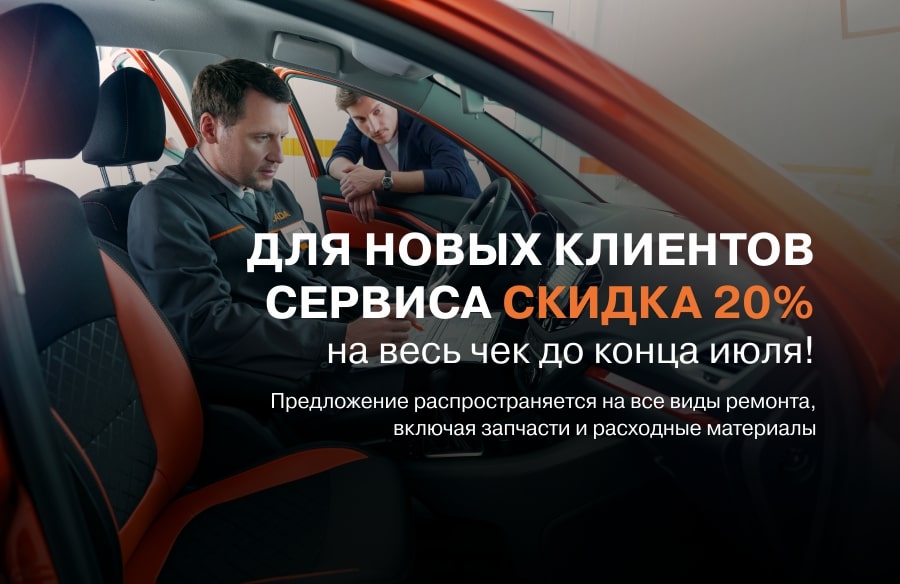 ДЛЯ НОВЫХ КЛИЕНТОВ
СЕРВИСА СКИДКА 20%
на весь чек до конца июля!
Предложение распространяется на все виды ремонта,
включая запчасти и расходные материалы